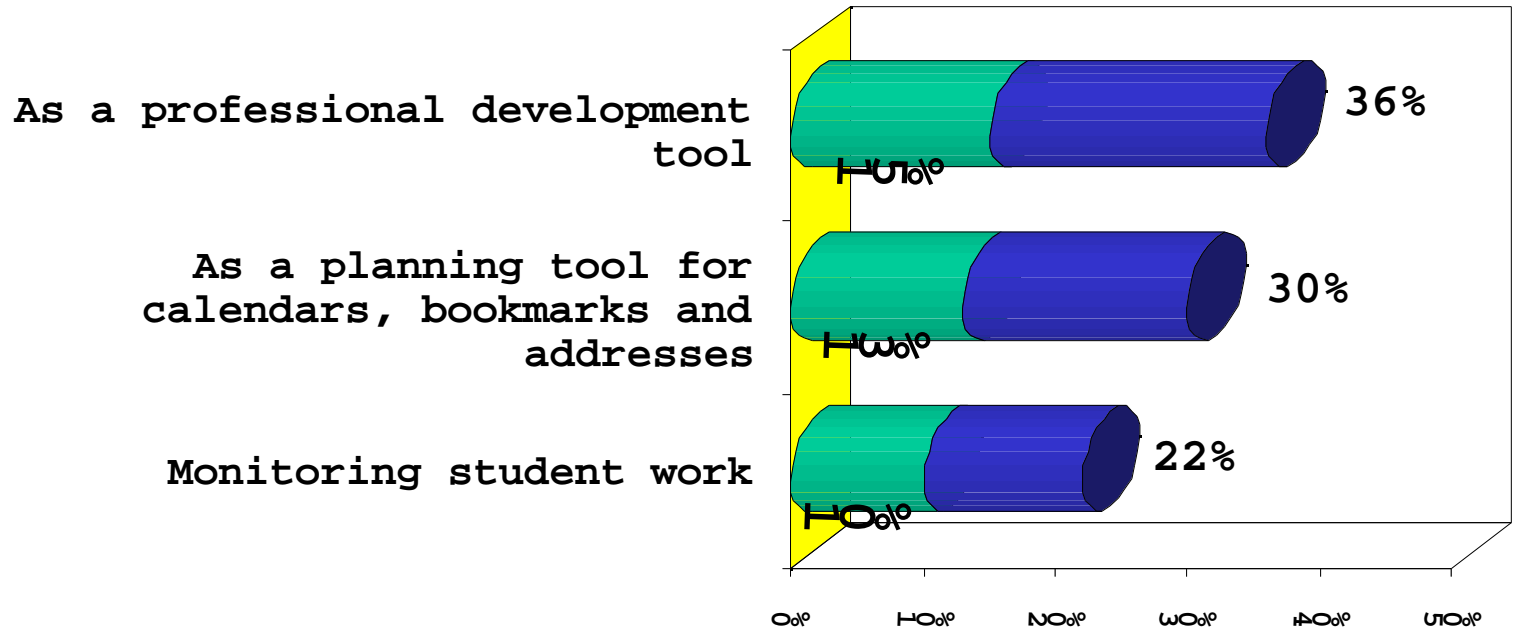 As a professional development
tool
36%
15%
As a planning tool for
calendars, bookmarks and
addresses
30%
13%
Monitoring student work
22%
10%
0% 10% 20% 30% 40% 50%